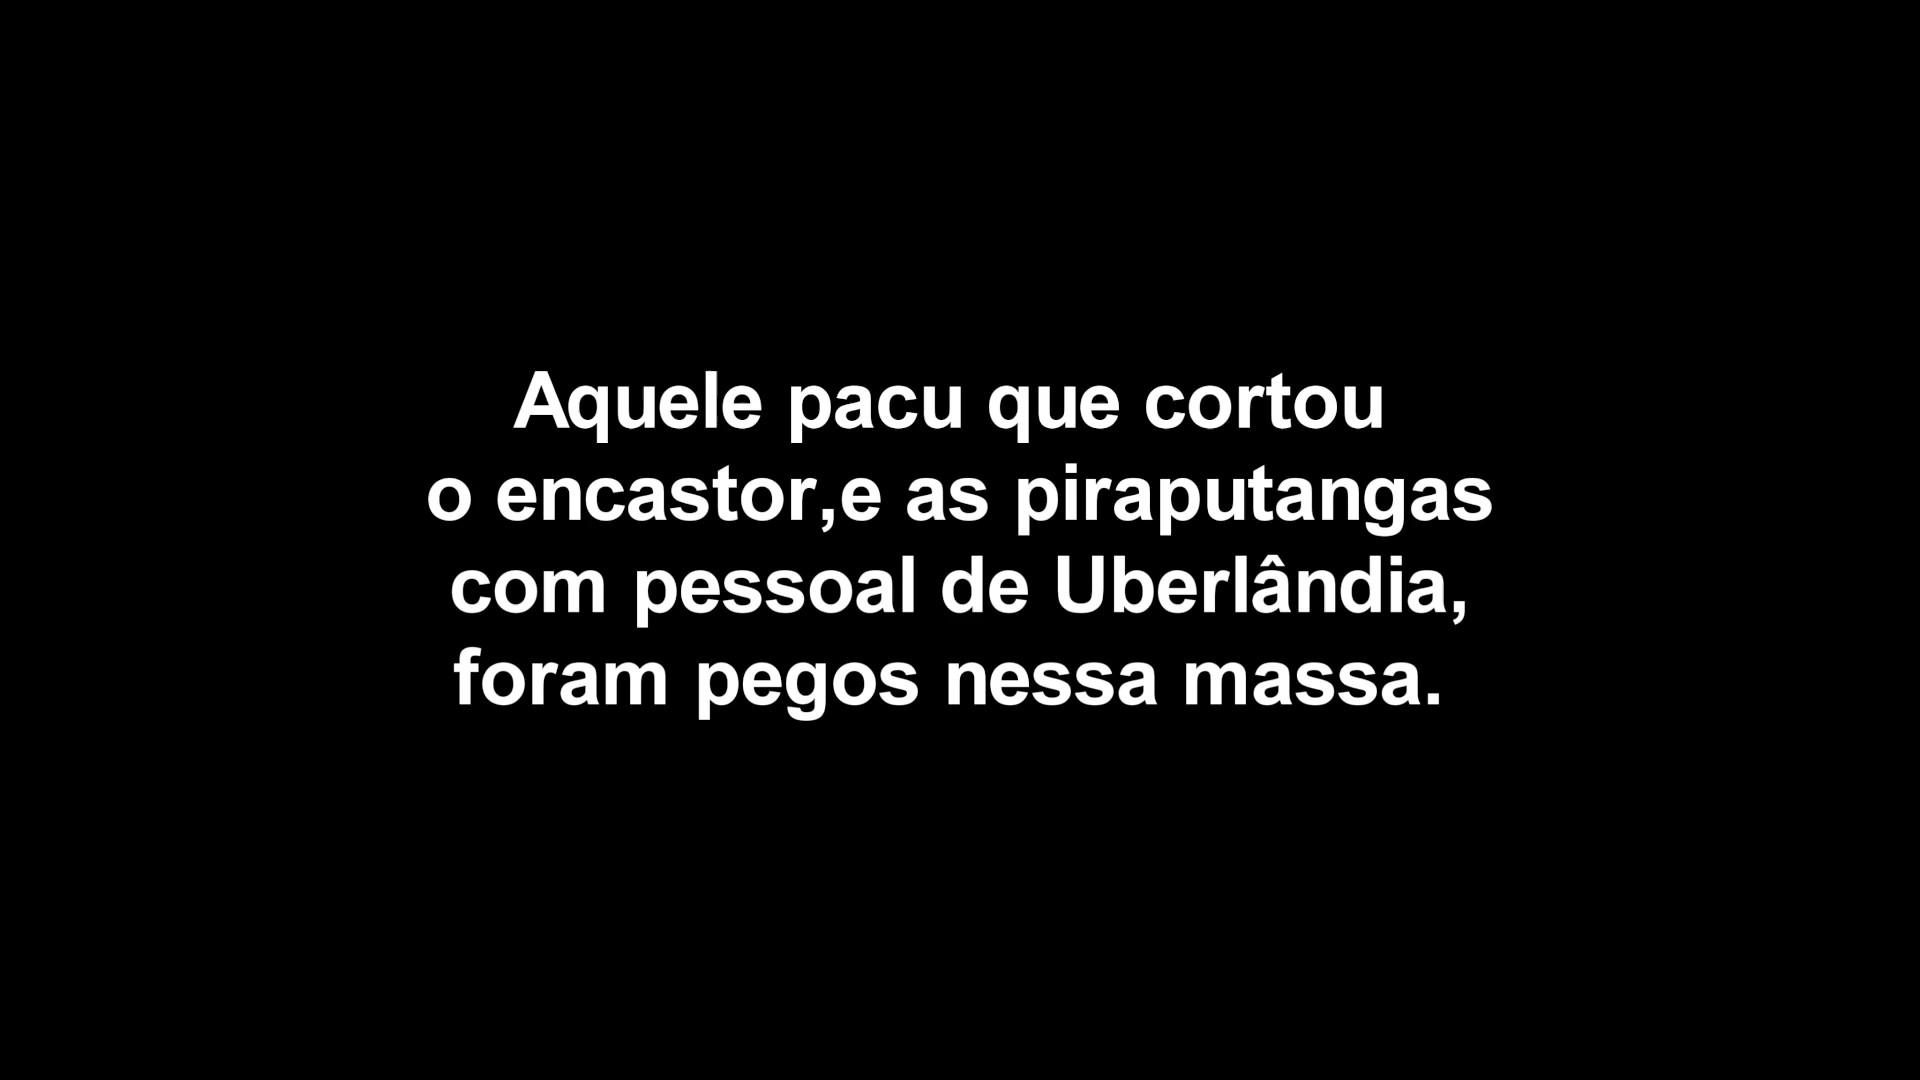 Aquele pacu que cortou
o encastor,e as piraputangas
com pessoal de Uberlândia,
foram pegos nessa massa.